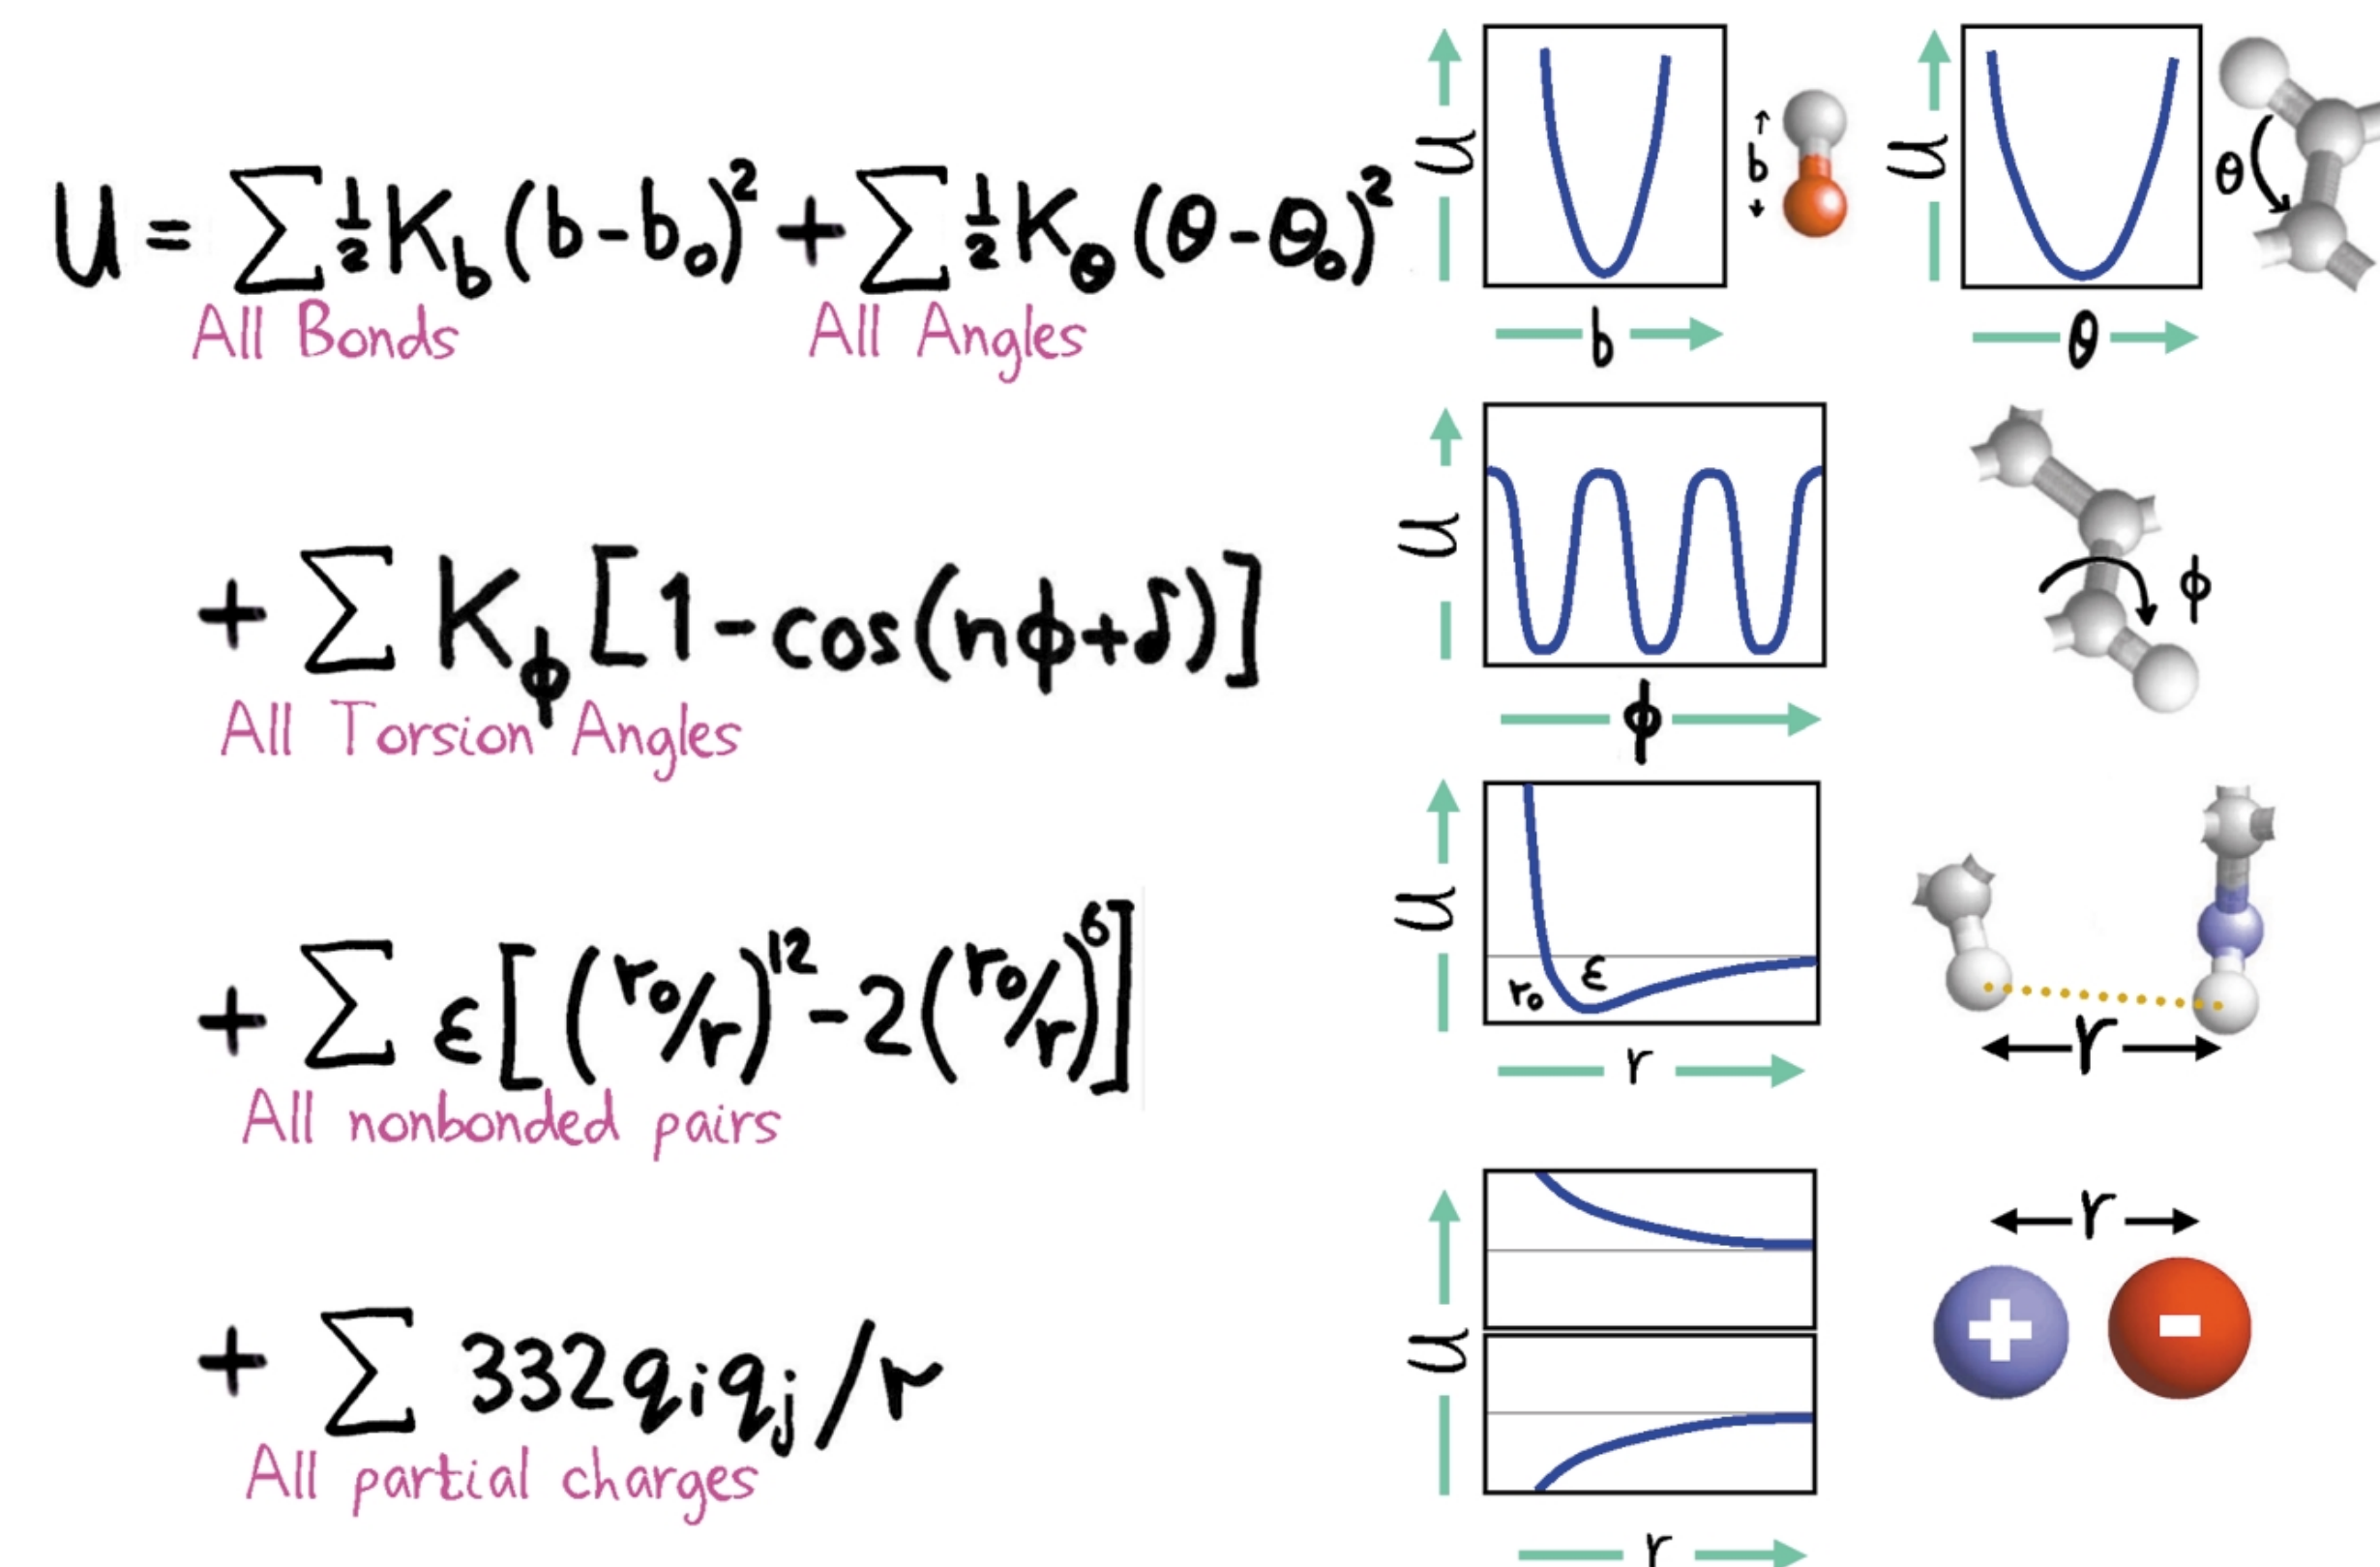 U = ∑½K_b(b-b₀)² + ∑½K_θ(θ-θ₀)²
All Bonds
All Angles
U
b
b
U
θ
θ
+ ∑ K_ϕ[1-cos(nϕ+δ)]
All Torsion Angles
U
ϕ
ϕ
+ ∑ ε[(r₀/r)¹²-2(r₀/r)⁶]
All nonbonded pairs
U
r₀
ε
r
r
+ ∑ 332qᵢqⱼ/r
All partial charges
U
r
r
+
-